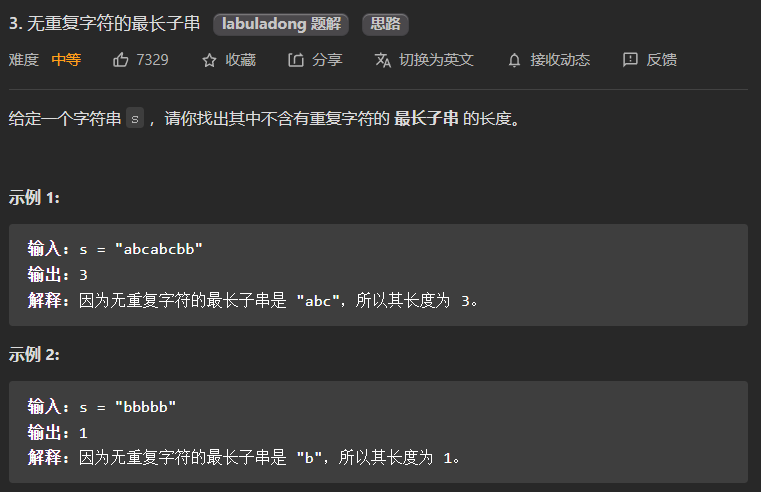 3. 无重复字符的最长子串 labuladong 题解 思路
难度 中等 7329 收藏 分享 切换为英文 接收动态 反馈
给定一个字符串 s ，请你找出其中不含有重复字符的 最长子串 的长度。
示例 1:
输入: s = "abcabcbb"
输出: 3
解释: 因为无重复字符的最长子串是 "abc"，所以其长度为 3。
示例 2:
输入: s = "bbbbb"
输出: 1
解释: 因为无重复字符的最长子串是 "b"，所以其长度为 1。